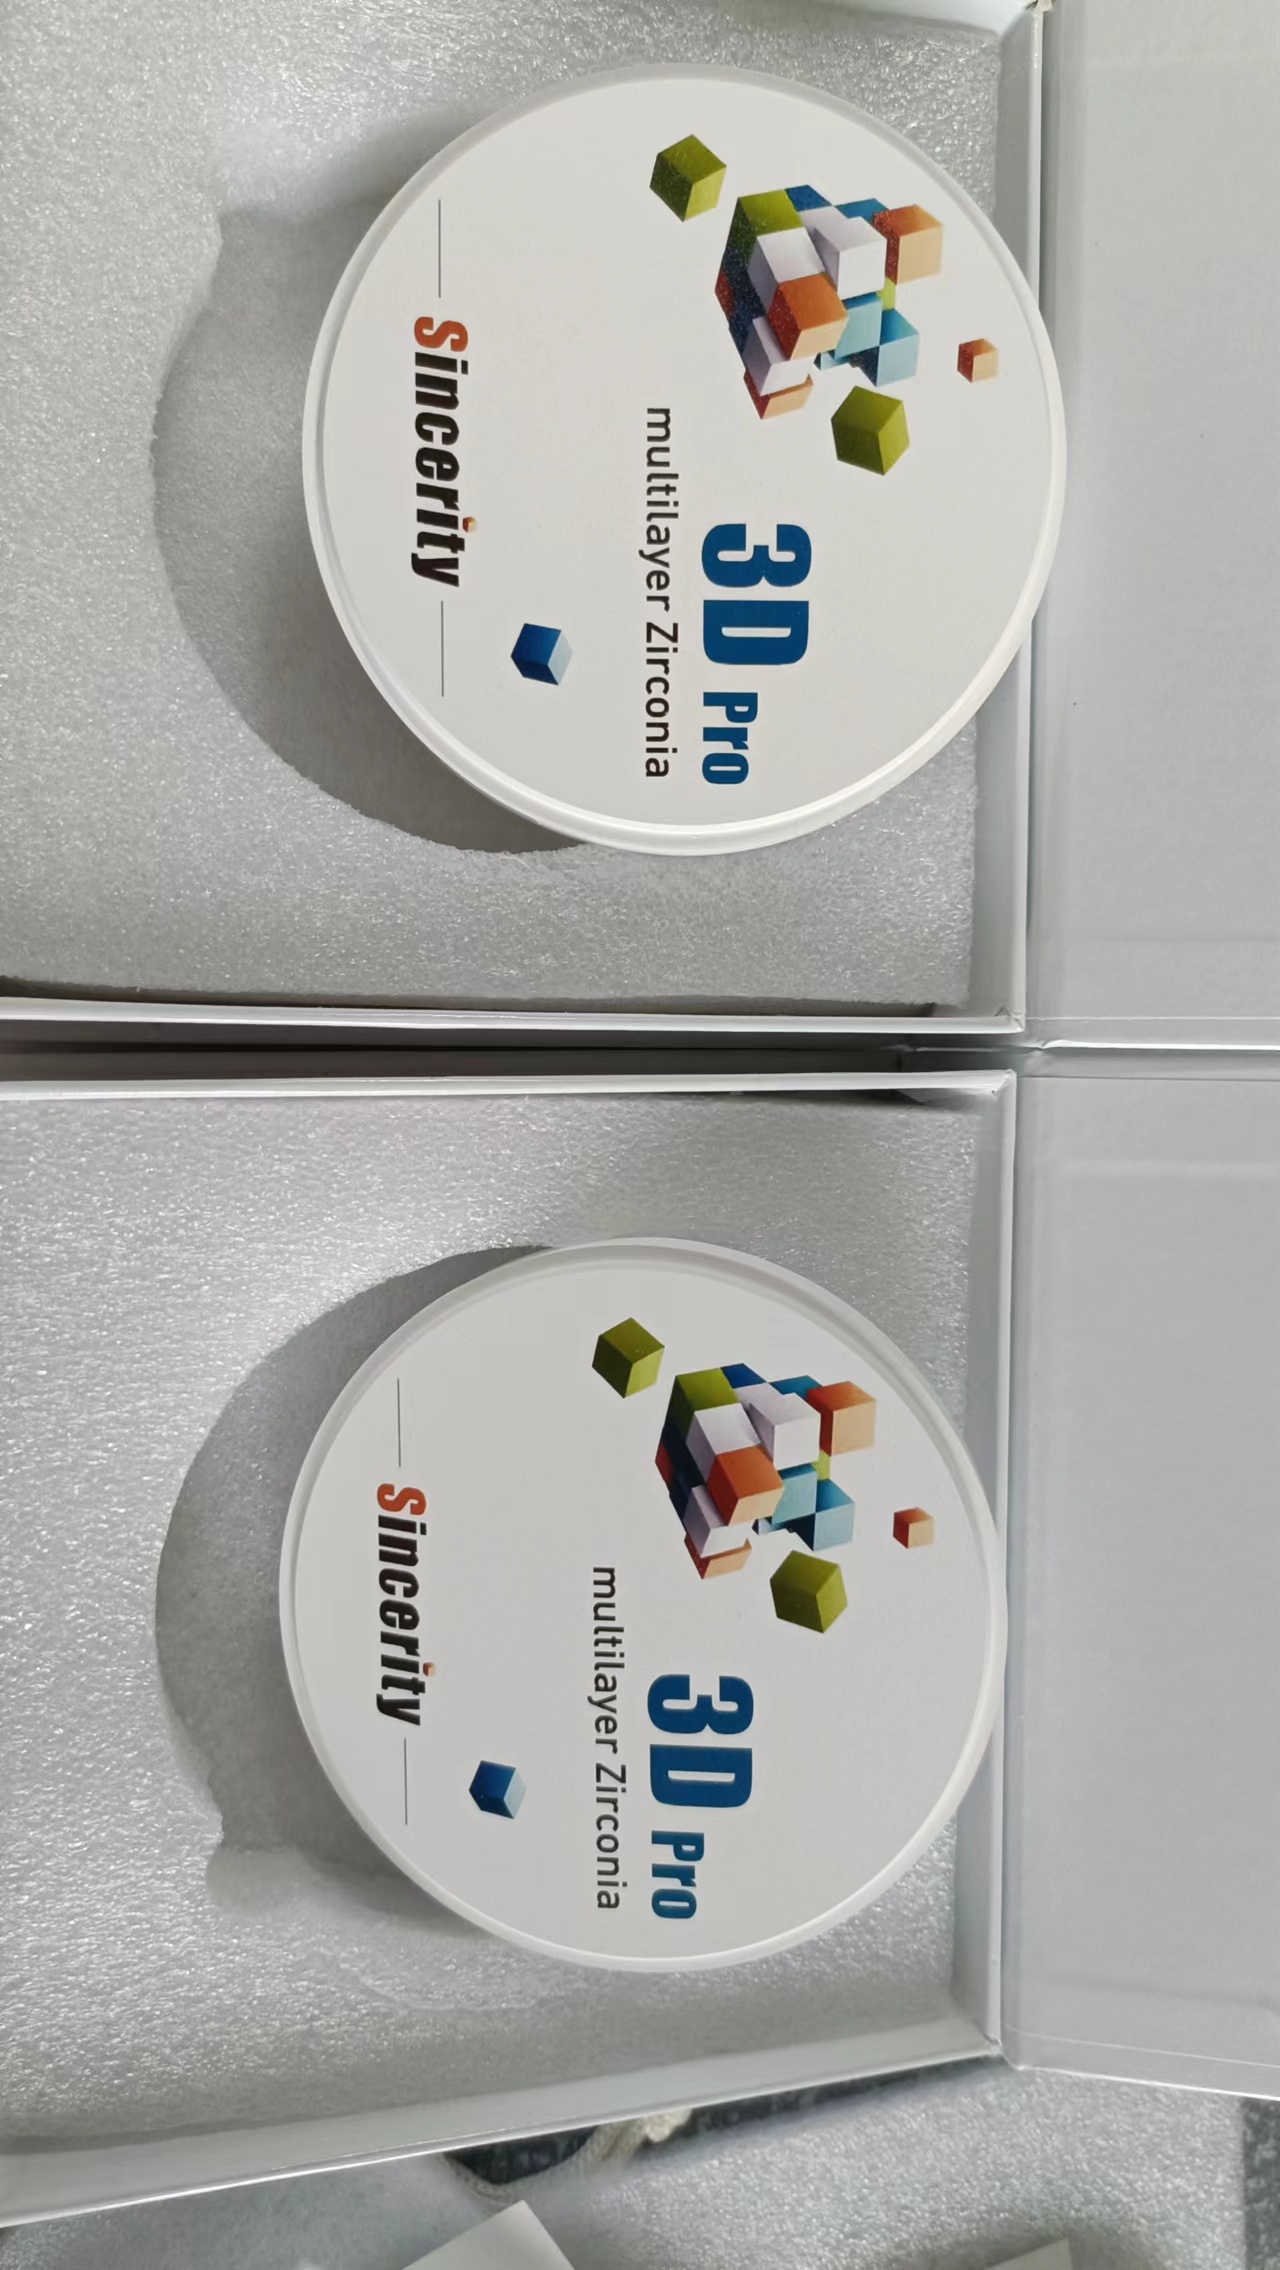 3D Pro
multilayer Zirconia
Sincerity
3D Pro
multilayer Zirconia
Sincerity